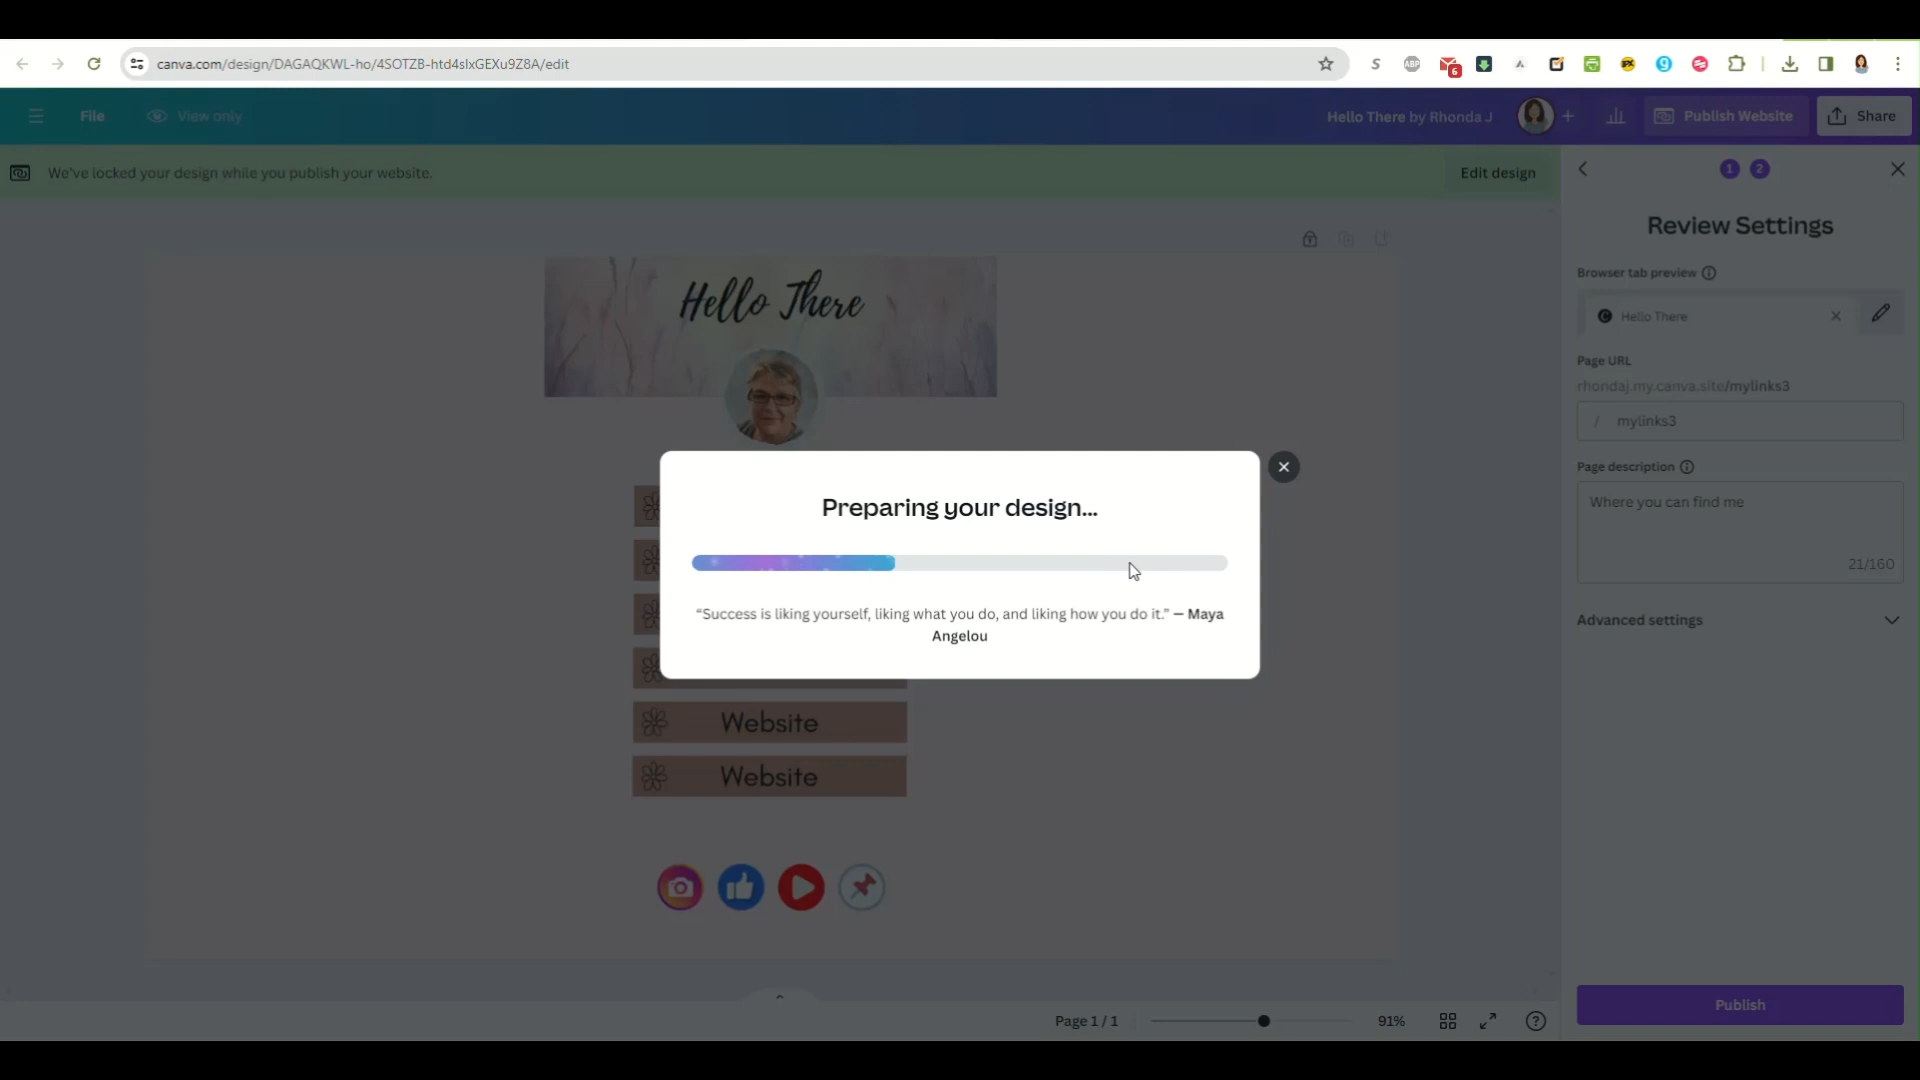 canva.com/design/DAGAQKWL-ho/4SOTZB-htd4slxGEXu9Z8A/edit
S
ABP
6
File
View only
Hello There by Rhonda J
Publish Website
Share
We've locked your design while you publish your website.
Edit design
1 2
Review Settings
Browser tab preview
Hello There
Page URL
rhondaj.my.canva.site/mylinks3
/ mylinks3
Page description
Where you can find me
21/160
Advanced settings
Publish
Hello There
Preparing your design...
“Success is liking yourself, liking what you do, and liking how you do it.” — Maya
Angelou
Website
Website
Page 1 / 1
91%